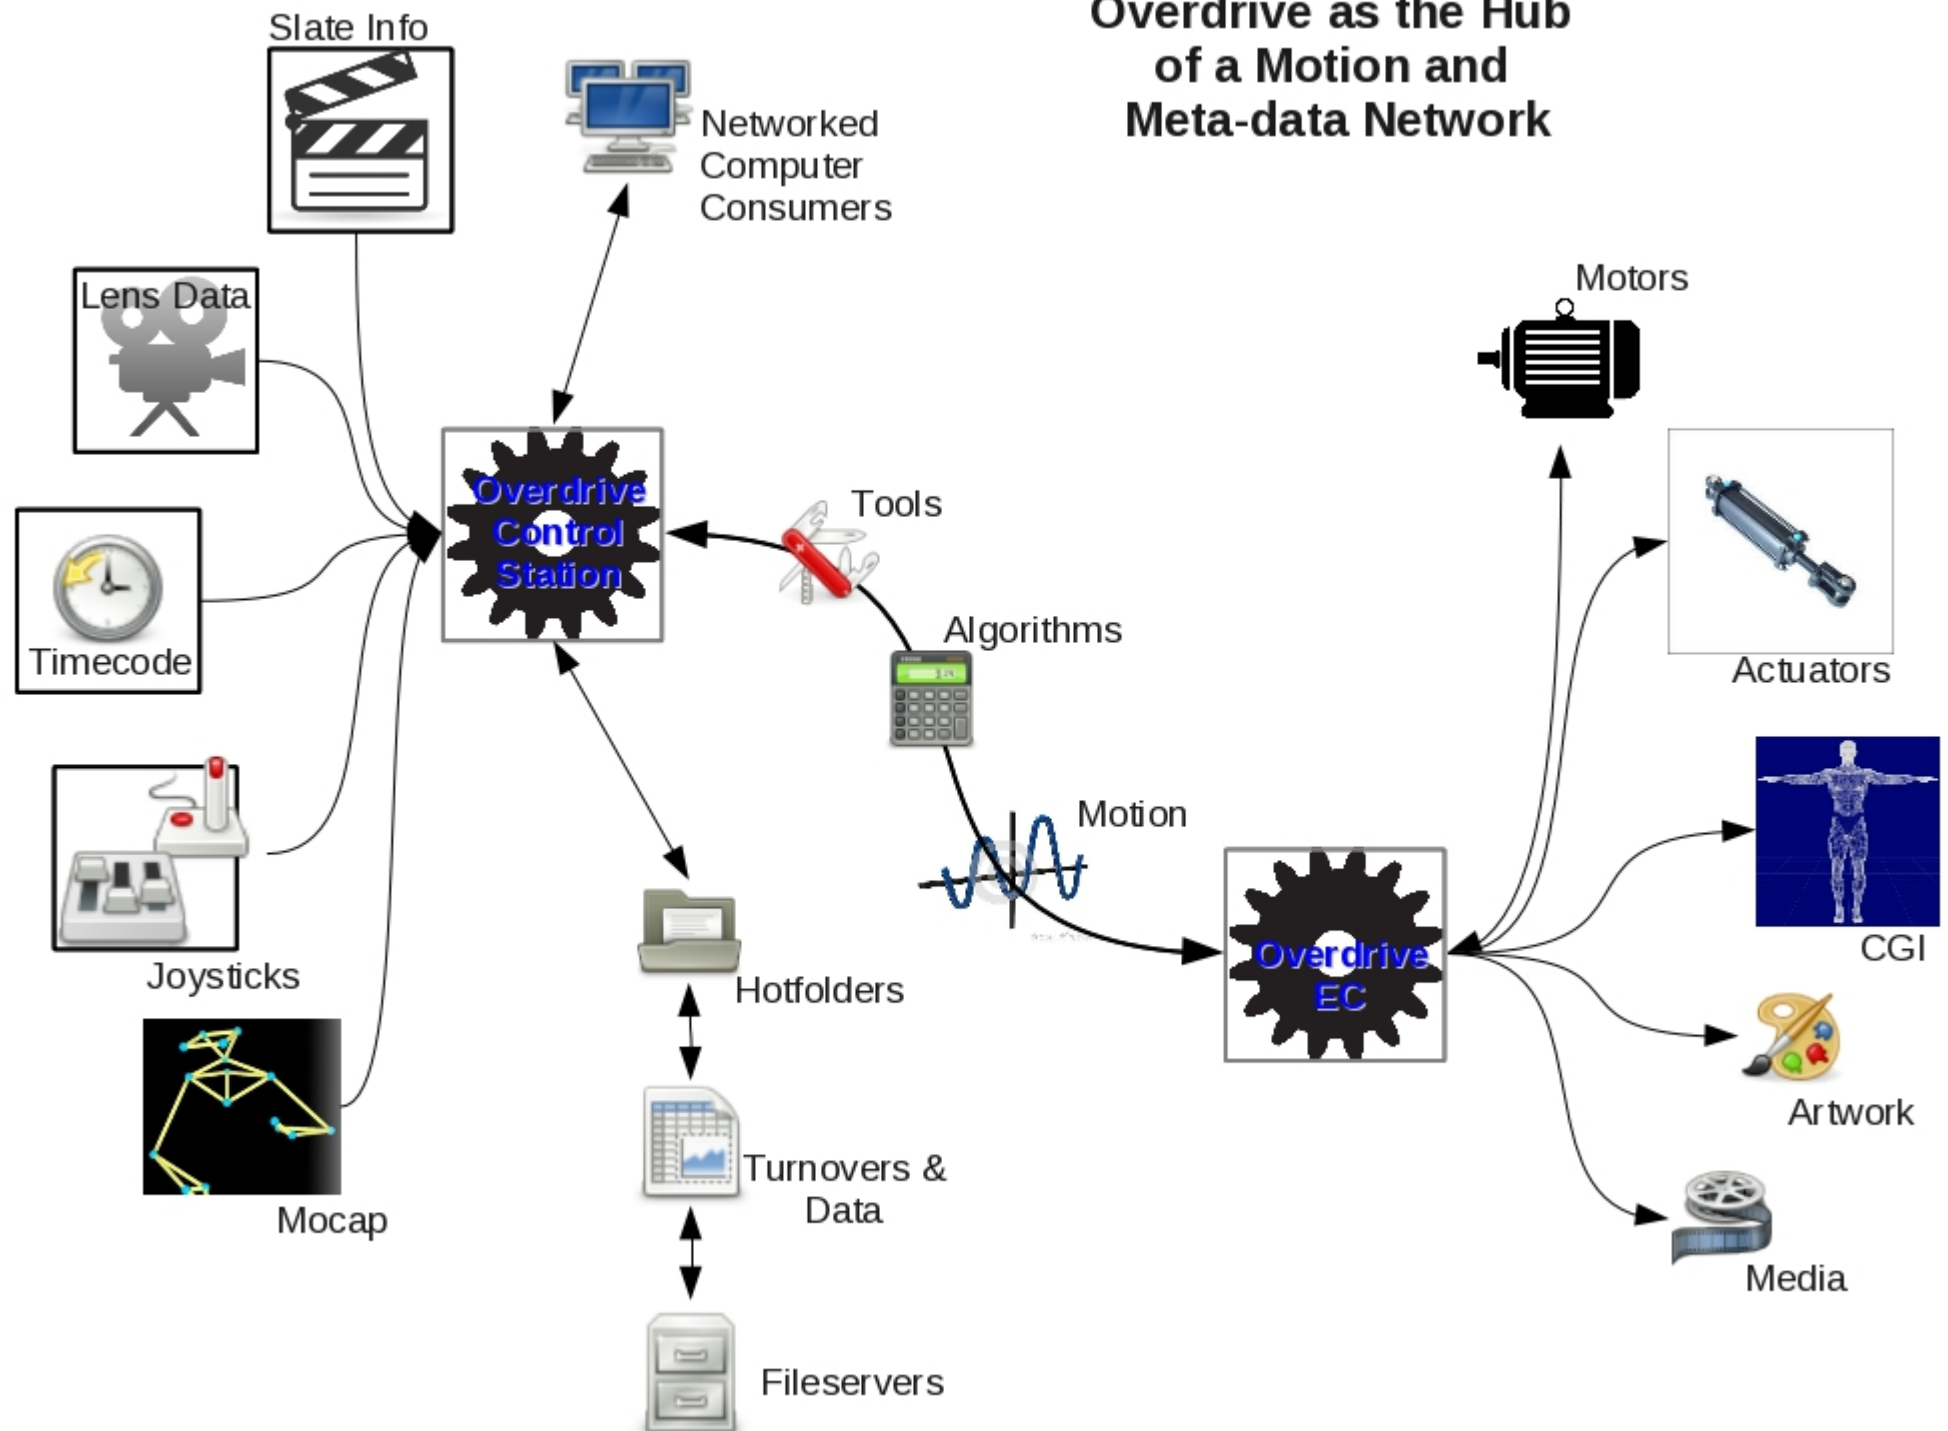 Overdrive as the Hub
of a Motion and
Meta-data Network
Slate Info
Networked
Computer
Consumers
Lens Data
Motors
Overdrive
Control
Station
Tools
Actuators
Timecode
Algorithms
Motion
Joysticks
Hotfolders
Overdrive
EC
CGI
Artwork
Mocap
Turnovers &
Data
Media
Fileservers